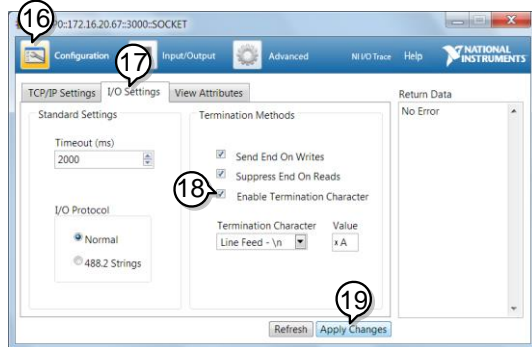 16
0::172.16.20.67::3000::SOCKET
Configuration
Input/Output
Advanced
NI I/O Trace
Help
NATIONAL
INSTRUMENTS
17
TCP/IP Settings
I/O Settings
View Attributes
Return Data
Standard Settings
Termination Methods
No Error
Timeout (ms)
2000
Send End On Writes
Suppress End On Reads
18
Enable Termination Character
I/O Protocol
Termination Character
Value
Normal
Line Feed - \n
x A
488.2 Strings
19
Refresh
Apply Changes